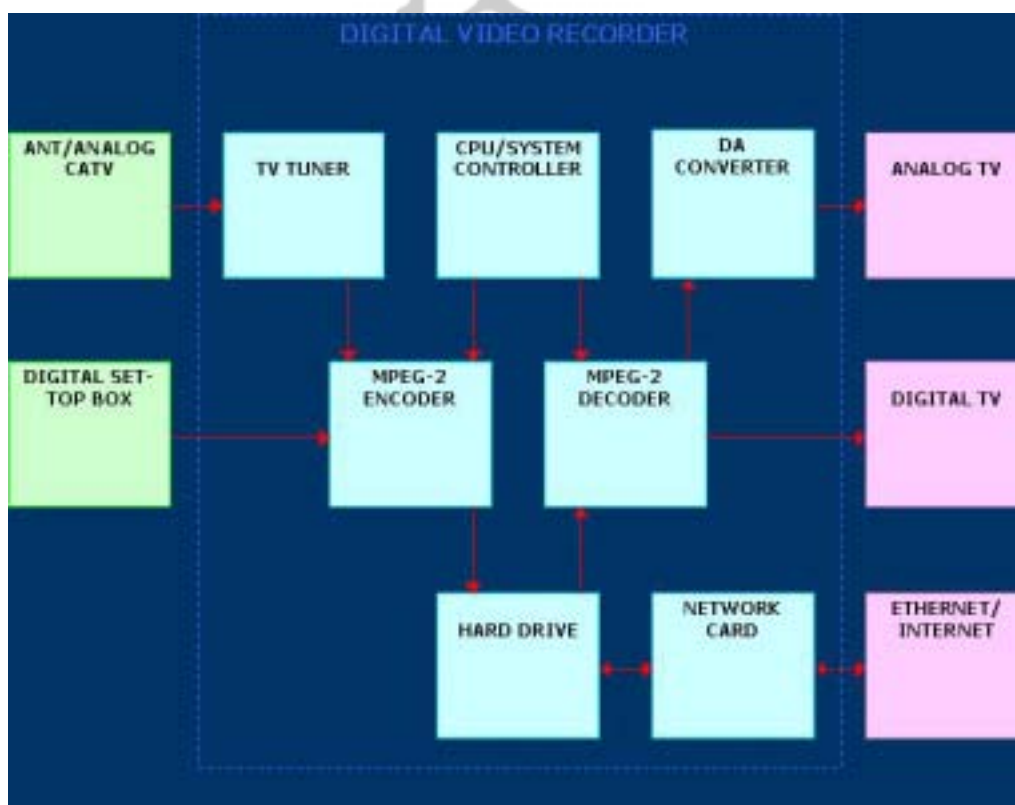 DIGITAL VIDEO RECORDER
ANT/ANALOG
CATV
TV TUNER
CPU/SYSTEM
CONTROLLER
DA
CONVERTER
ANALOG TV
DIGITAL SET-
TOP BOX
MPEG-2
ENCODER
MPEG-2
DECODER
DIGITAL TV
HARD DRIVE
NETWORK
CARD
ETHERNET/
INTERNET